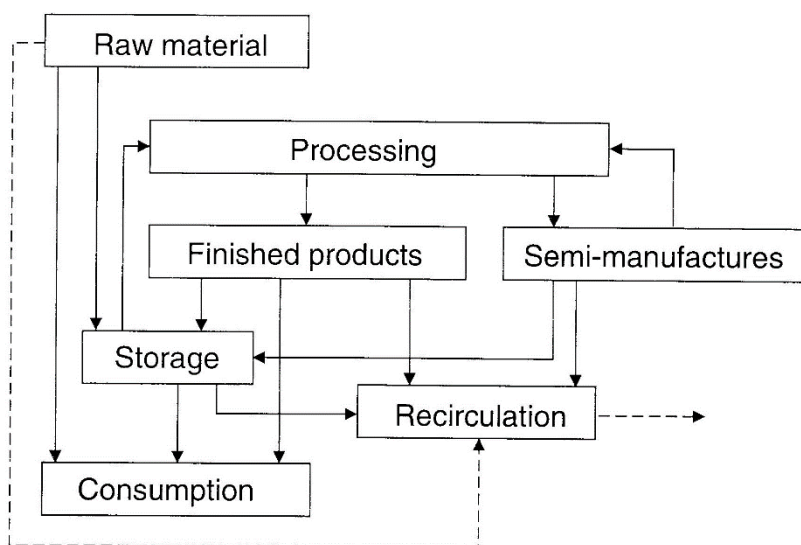 Raw material
Processing
Finished products
Semi-manufactures
Storage
Recirculation
Consumption